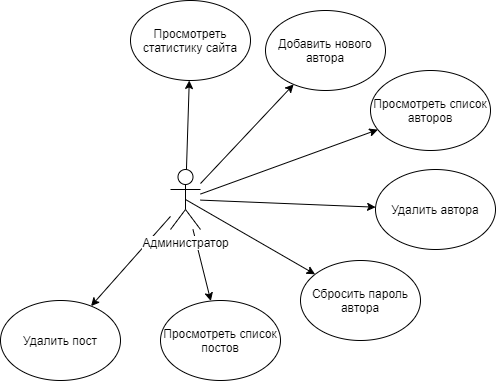 Просмотреть
статистику сайта
Добавить нового
автора
Просмотреть список
авторов
Удалить автора
Администратор
Сбросить пароль
автора
Просмотреть список
постов
Удалить пост